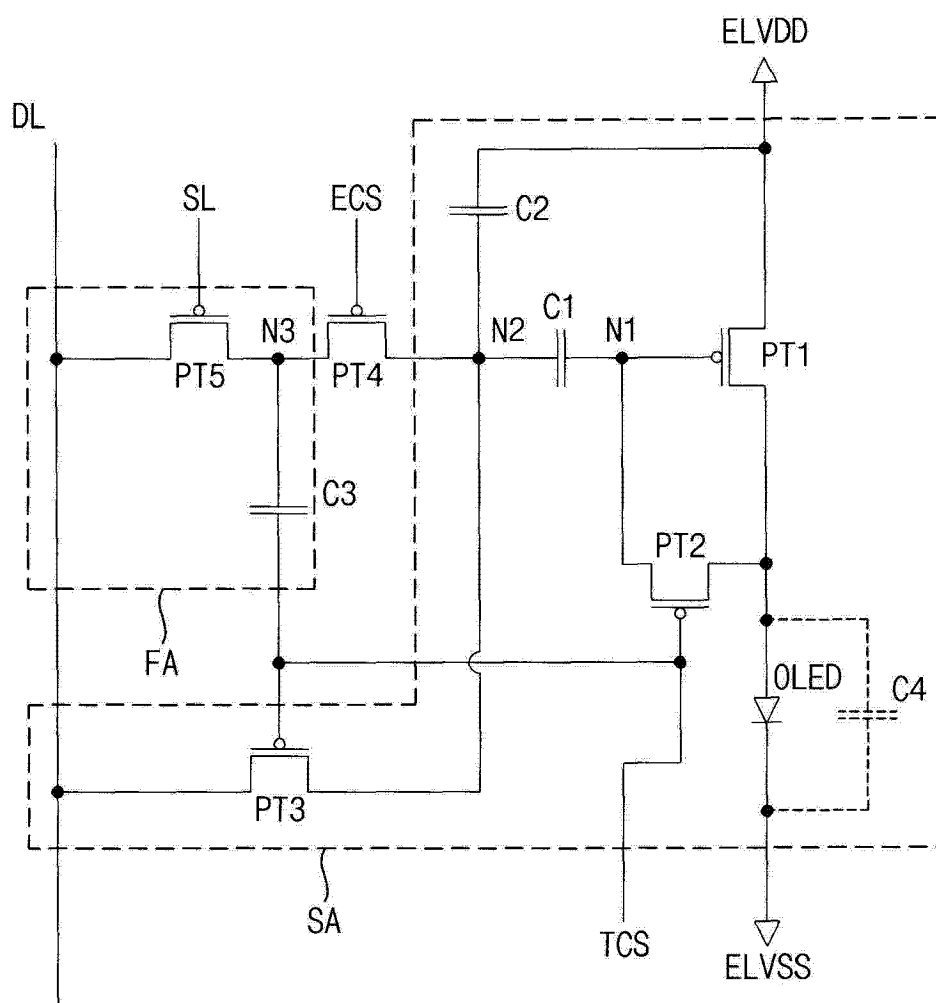 ELVDD
DL
SL
ECS
C2
C1
N3
N2
N1
PT5
PT4
PT1
C3
PT2
FA
OLED
C4
PT3
SA
TCS
ELVSS